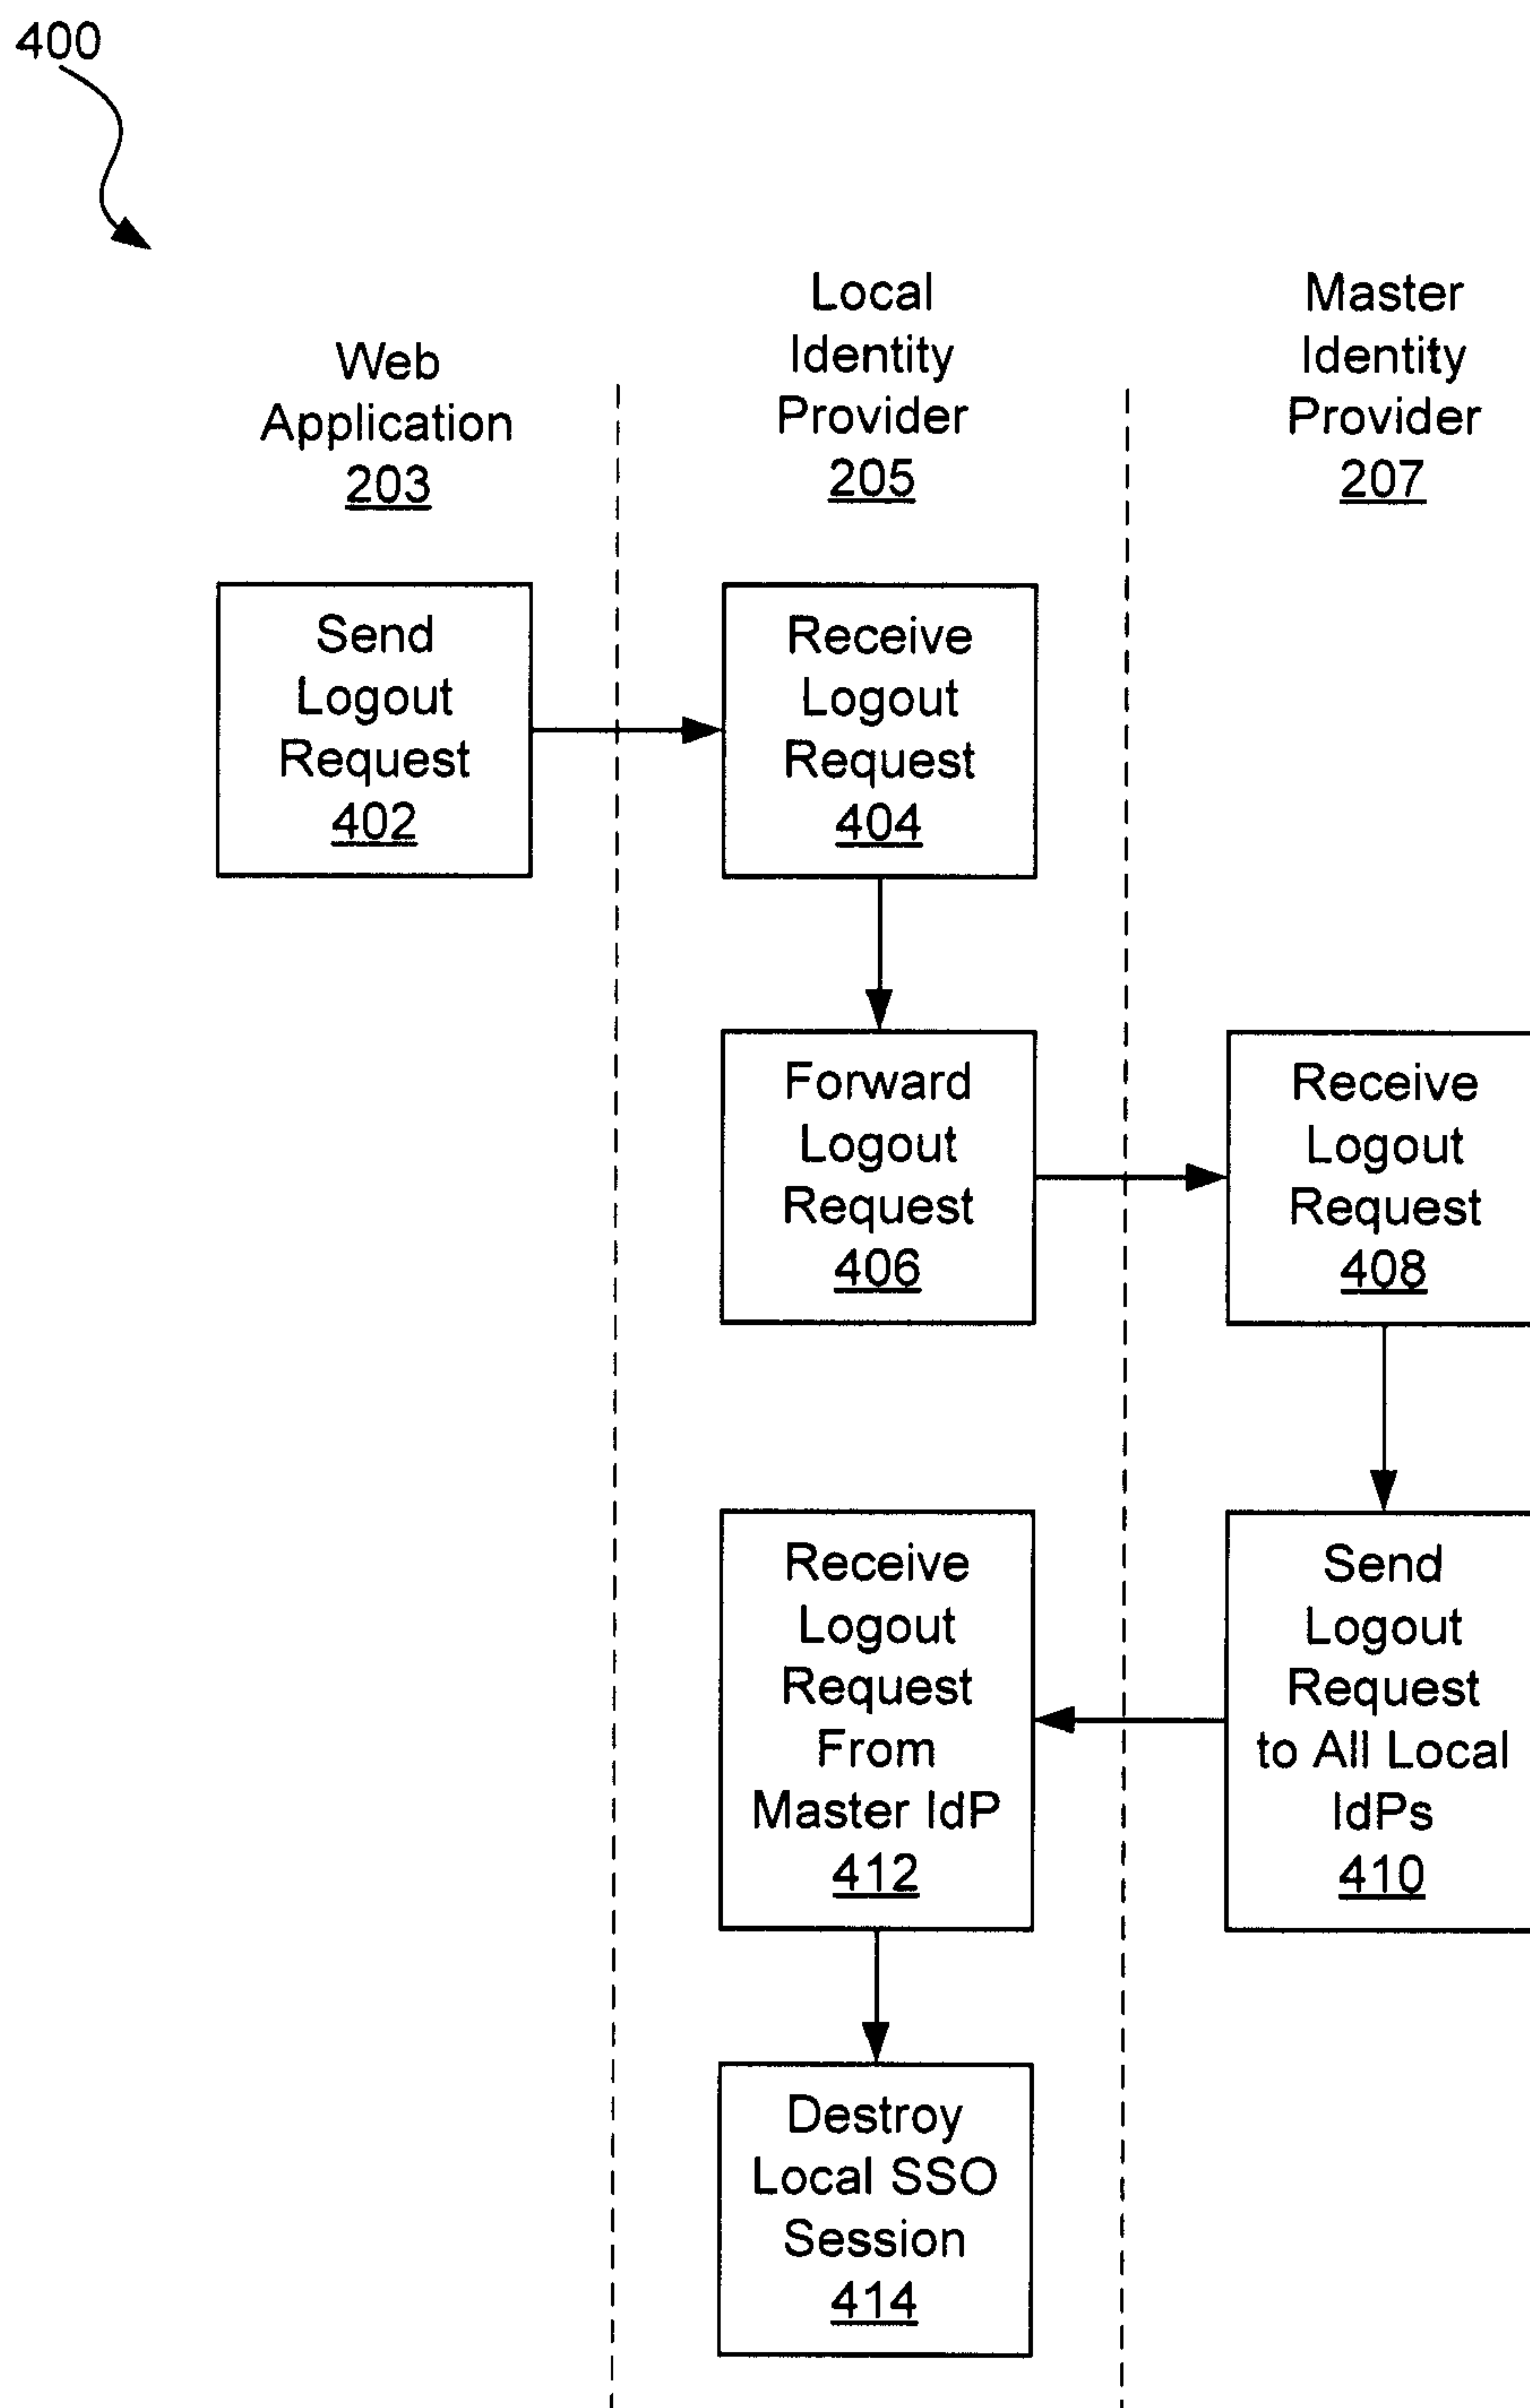 400
Web
Application
203
Local
Identity
Provider
205
Master
Identity
Provider
207
Send
Logout
Request
402
Receive
Logout
Request
404
Forward
Logout
Request
406
Receive
Logout
Request
408
Send
Logout
Request
to All Local
IdPs
410
Receive
Logout
Request
From
Master IdP
412
Destroy
Local SSO
Session
414